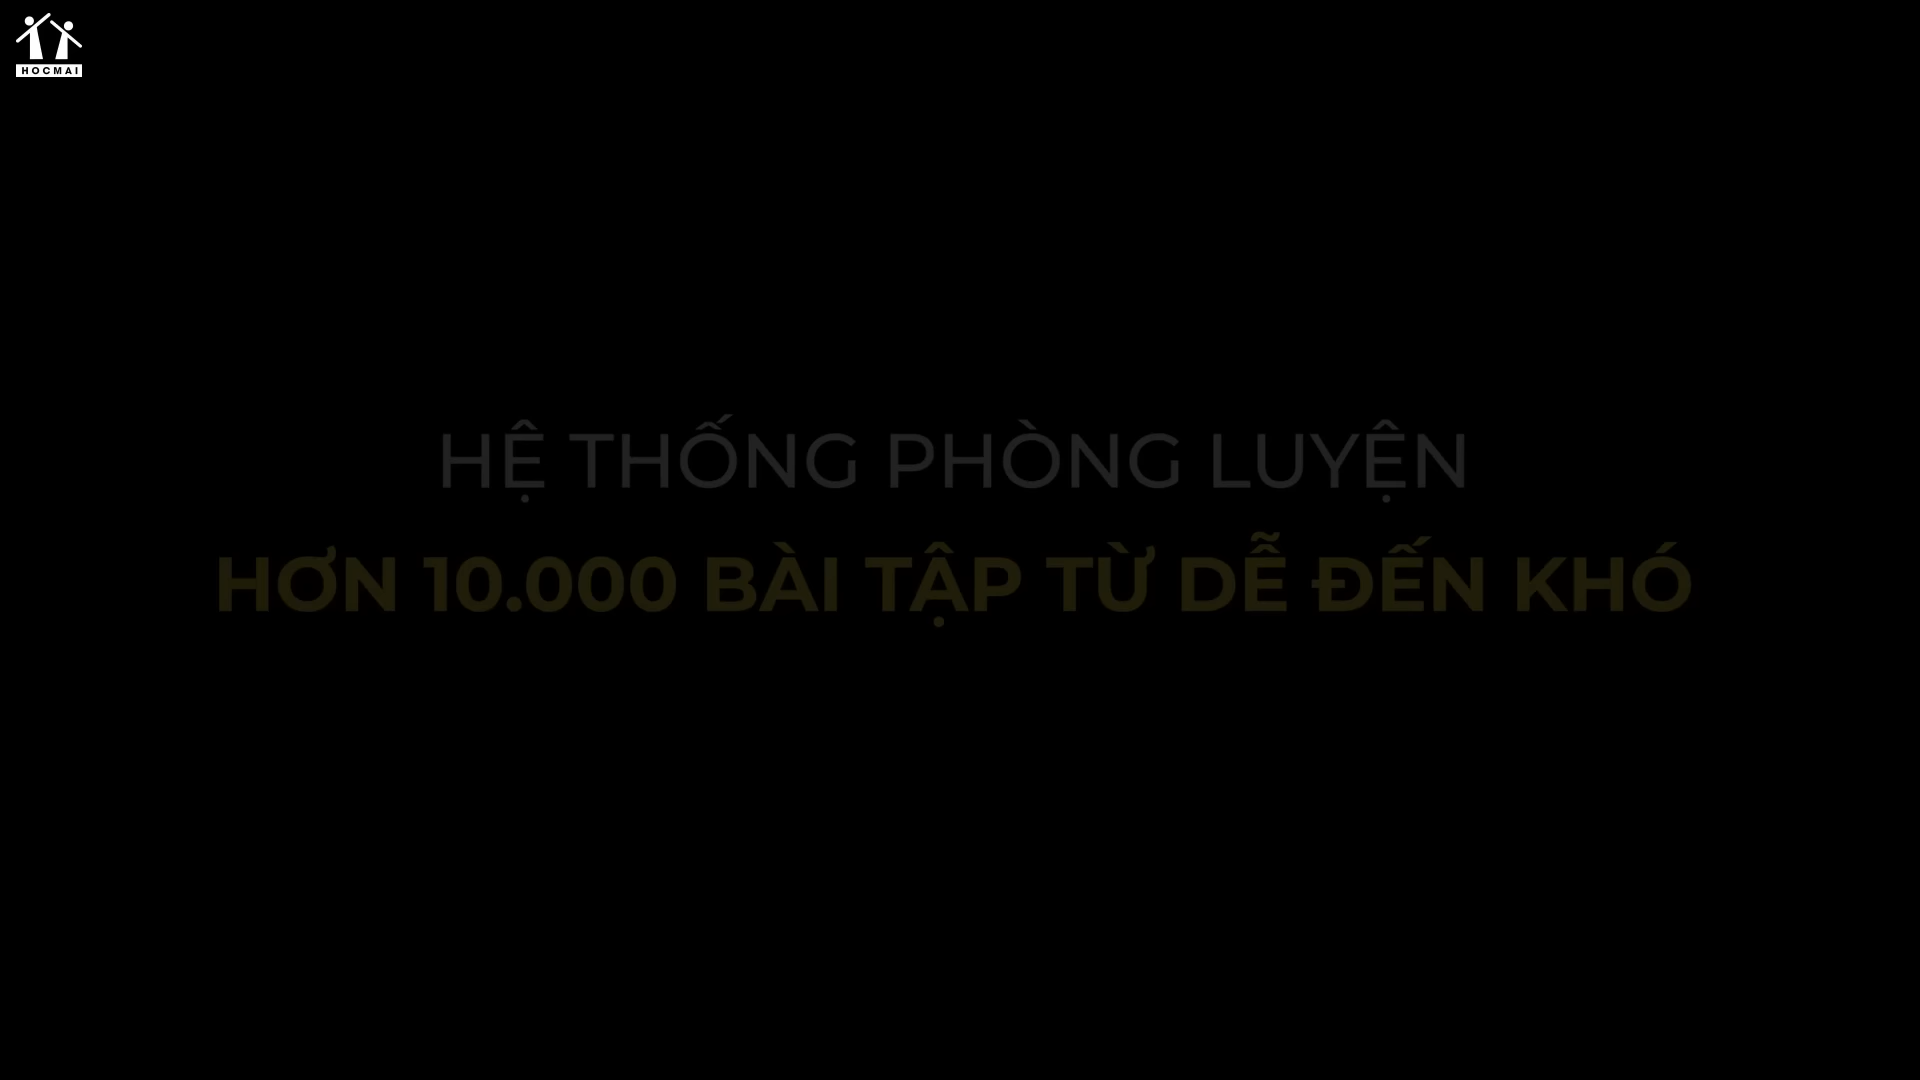 HOCMAI
HỆ THỐNG PHÒNG LUYỆN
HƠN 10.000 BÀI TẬP TỪ DỄ ĐẾN KHÓ